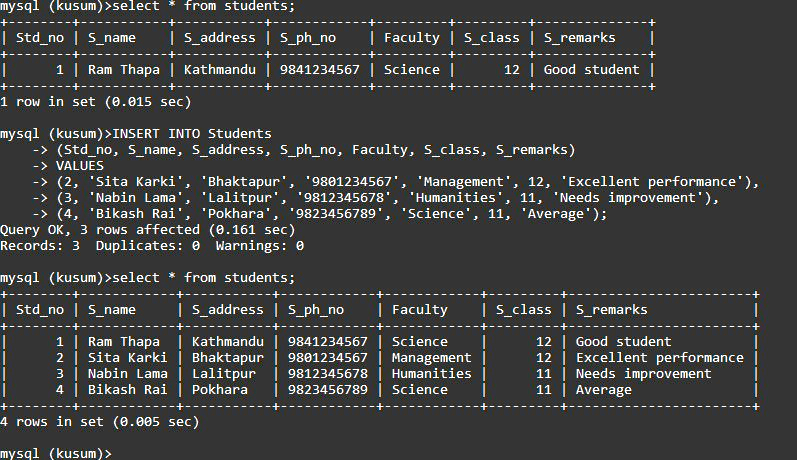 mysql (kusum)>select * from students;
+--------+-----------+-----------+------------+---------+---------+--------------+
| Std_no | S_name    | S_address | S_ph_no    | Faculty | S_class | S_remarks    |
+--------+-----------+-----------+------------+---------+---------+--------------+
|      1 | Ram Thapa | Kathmandu | 9841234567 | Science |      12 | Good student |
+--------+-----------+-----------+------------+---------+---------+--------------+
1 row in set (0.015 sec)
mysql (kusum)>INSERT INTO Students
    -> (Std_no, S_name, S_address, S_ph_no, Faculty, S_class, S_remarks)
    -> VALUES
    -> (2, 'Sita Karki', 'Bhaktapur', '9801234567', 'Management', 12, 'Excellent performance'),
    -> (3, 'Nabin Lama', 'Lalitpur', '9812345678', 'Humanities', 11, 'Needs improvement'),
    -> (4, 'Bikash Rai', 'Pokhara', '9823456789', 'Science', 11, 'Average');
Query OK, 3 rows affected (0.161 sec)
Records: 3  Duplicates: 0  Warnings: 0
mysql (kusum)>select * from students;
+--------+------------+-----------+------------+------------+---------+-----------------------+
| Std_no | S_name     | S_address | S_ph_no    | Faculty    | S_class | S_remarks             |
+--------+------------+-----------+------------+------------+---------+-----------------------+
|      1 | Ram Thapa  | Kathmandu | 9841234567 | Science    |      12 | Good student          |
|      2 | Sita Karki | Bhaktapur | 9801234567 | Management |      12 | Excellent performance |
|      3 | Nabin Lama | Lalitpur  | 9812345678 | Humanities |      11 | Needs improvement     |
|      4 | Bikash Rai | Pokhara   | 9823456789 | Science    |      11 | Average               |
+--------+------------+-----------+------------+------------+---------+-----------------------+
4 rows in set (0.005 sec)
mysql (kusum)>